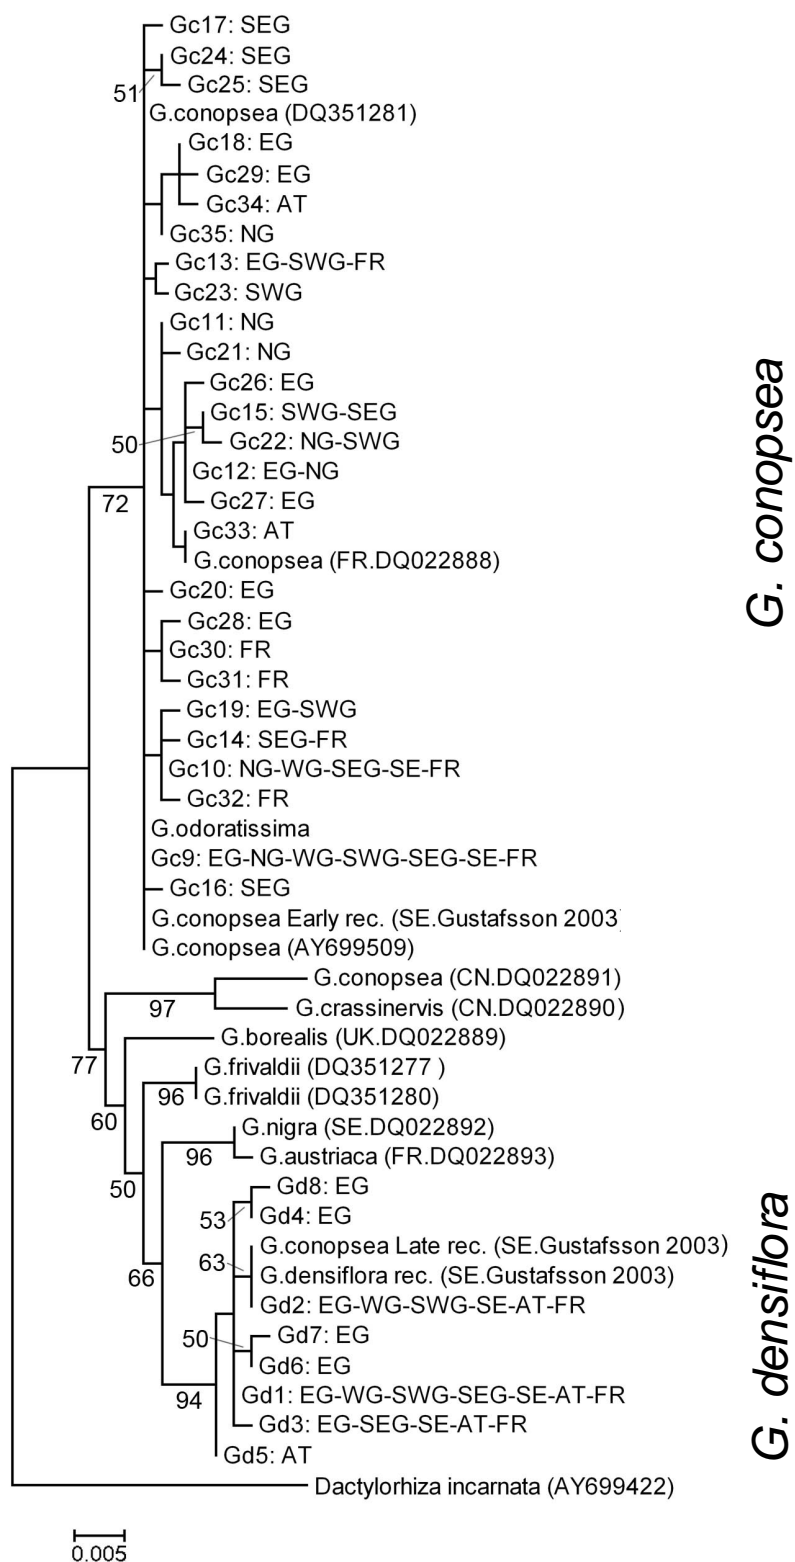 Gc17: SEG
Gc24: SEG
Gc25: SEG
51
G.conopsea (DQ351281)
Gc18: EG
Gc29: EG
Gc34: AT
Gc35: NG
Gc13: EG-SWG-FR
Gc23: SWG
Gc11: NG
Gc21: NG
Gc26: EG
Gc15: SWG-SEG
50
Gc22: NG-SWG
Gc12: EG-NG
Gc27: EG
72
Gc33: AT
G.conopsea (FR.DQ022888)
G. conopsea
Gc20: EG
Gc28: EG
Gc30: FR
Gc31: FR
Gc19: EG-SWG
Gc14: SEG-FR
Gc10: NG-WG-SEG-SE-FR
Gc32: FR
G.odoratissima
Gc9: EG-NG-WG-SWG-SEG-SE-FR
Gc16: SEG
G.conopsea Early rec. (SE.Gustafsson 2003)
G.conopsea (AY699509)
G.conopsea (CN.DQ022891)
97
G.crassinervis (CN.DQ022890)
G.borealis (UK.DQ022889)
77
G.frivaldii (DQ351277 )
96
G.frivaldii (DQ351280)
60
G.nigra (SE.DQ022892)
96
G.austriaca (FR.DQ022893)
50
Gd8: EG
53
Gd4: EG
G.conopsea Late rec. (SE.Gustafsson 2003)
63
G.densiflora rec. (SE.Gustafsson 2003)
66
Gd2: EG-WG-SWG-SE-AT-FR
50
Gd7: EG
Gd6: EG
94
Gd1: EG-WG-SWG-SEG-SE-AT-FR
Gd3: EG-SEG-SE-AT-FR
Gd5: AT
G. densiflora
Dactylorhiza incarnata (AY699422)
0.005